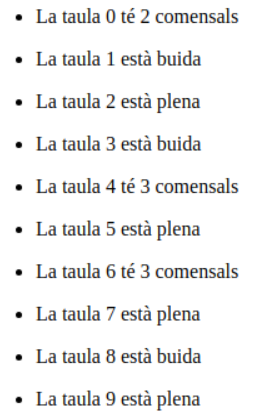 La taula 0 té 2 comensals
La taula 1 està buida
La taula 2 està plena
La taula 3 està buida
La taula 4 té 3 comensals
La taula 5 està plena
La taula 6 té 3 comensals
La taula 7 està plena
La taula 8 està buida
La taula 9 està plena